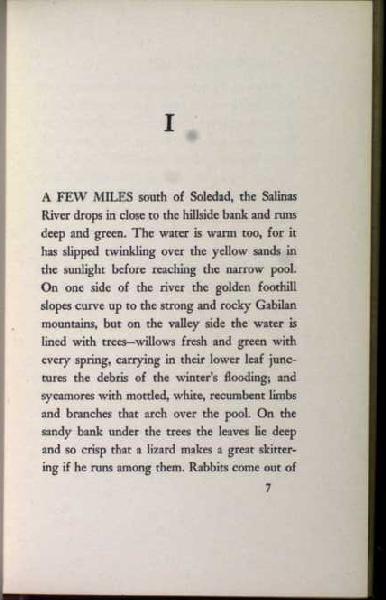 I
A FEW MILES south of Soledad, the Salinas
River drops in close to the hillside bank and runs
deep and green. The water is warm too, for it
has slipped twinkling over the yellow sands in
the sunlight before reaching the narrow pool.
On one side of the river the golden foothill
slopes curve up to the strong and rocky Gabilan
mountains, but on the valley side the water is
lined with trees—willows fresh and green with
every spring, carrying in their lower leaf junc-
tures the debris of the winter's flooding; and
sycamores with mottled, white, recumbent limbs
and branches that arch over the pool. On the
sandy bank under the trees the leaves lie deep
and so crisp that a lizard makes a great skitter-
ing if he runs among them. Rabbits come out of
7